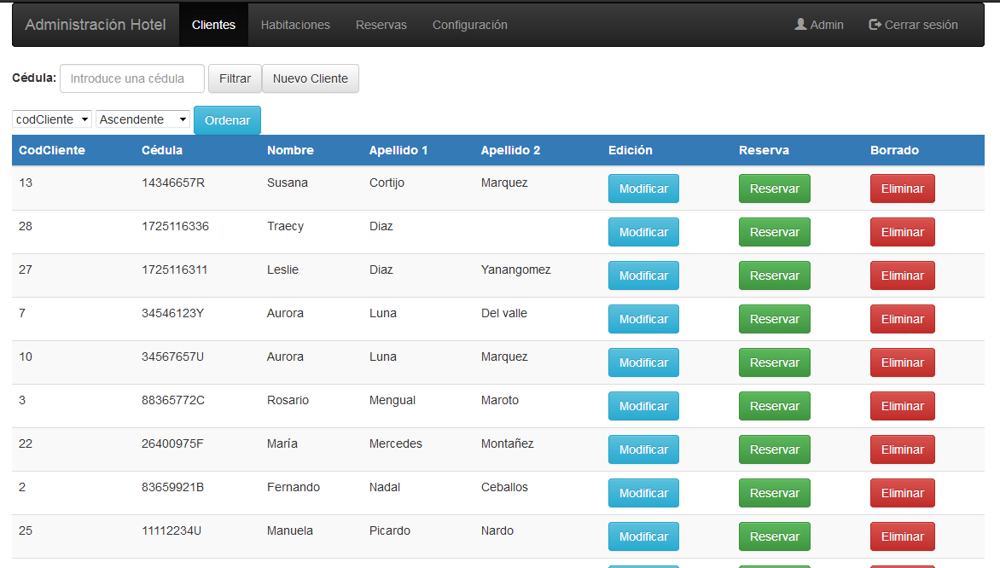 Administración Hotel Clientes Habitaciones Reservas Configuración Admin Cerrar sesión
Cédula: Introduce una cédula Filtrar Nuevo Cliente
codCliente Ascendente Ordenar
CodCliente Cédula Nombre Apellido 1 Apellido 2 Edición Reserva Borrado
13 14346657R Susana Cortijo Marquez Modificar Reservar Eliminar
28 1725116336 Traecy Diaz Modificar Reservar Eliminar
27 1725116311 Leslie Diaz Yanangomez Modificar Reservar Eliminar
7 34546123Y Aurora Luna Del valle Modificar Reservar Eliminar
10 34567657U Aurora Luna Marquez Modificar Reservar Eliminar
3 88365772C Rosario Mengual Maroto Modificar Reservar Eliminar
22 26400975F María Mercedes Montañez Modificar Reservar Eliminar
2 83659921B Fernando Nadal Ceballos Modificar Reservar Eliminar
25 11112234U Manuela Picardo Nardo Modificar Reservar Eliminar